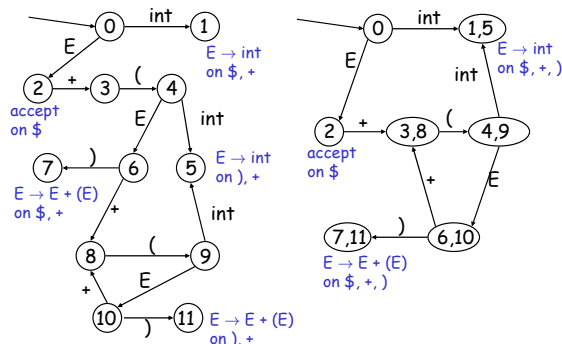 0 int 1
E
E → int
on $, +
2 + 3 ( 4
accept
on $
E int
7 ) 6 5
E → int
on ), +
E → E + (E)
on $, +
+ int
8 ( 9
+ E
10 ) 11
E → E + (E)
on ), +
0 int 1,5
E
E → int
on $, +, )
int
2 + 3,8 ( 4,9
accept
on $
+ E
7,11 ) 6,10
E → E + (E)
on $, +, )